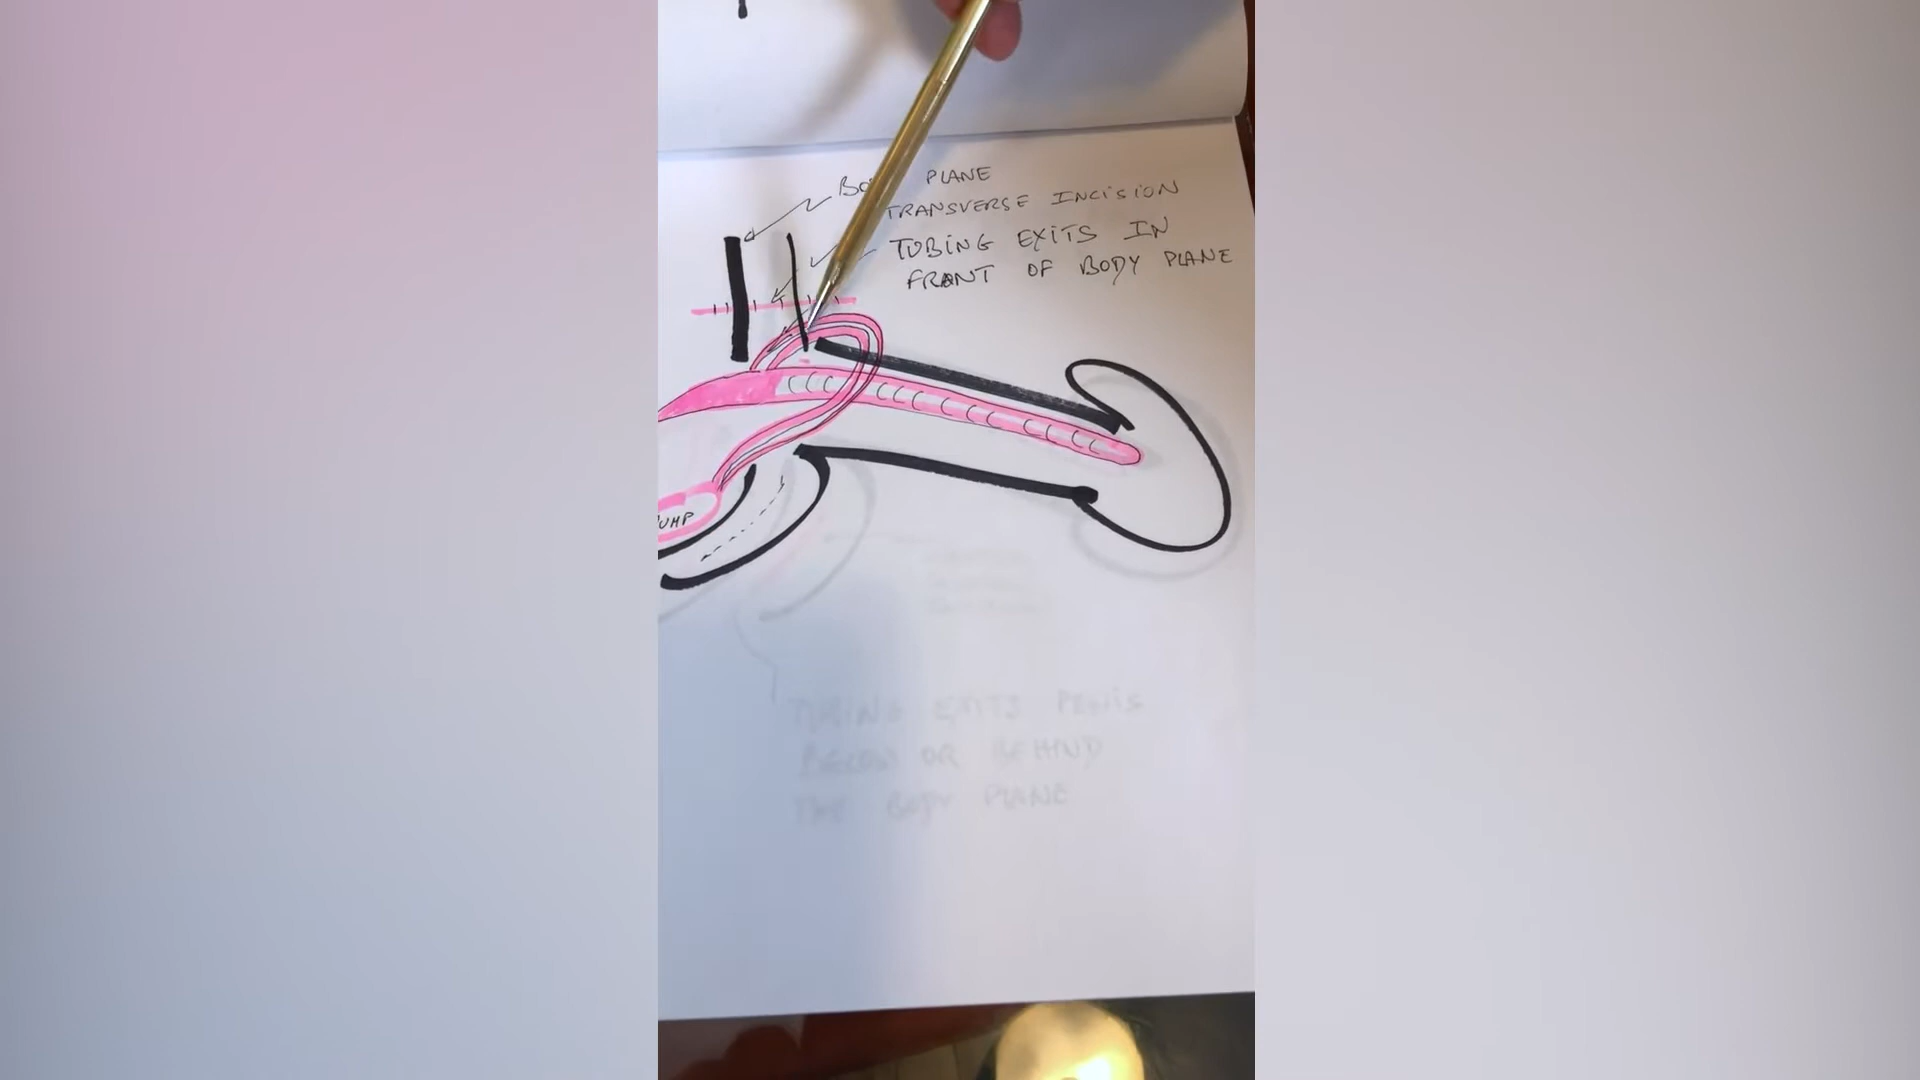 PLANE
TRANSVERSE INCISION
TUBING EXITS IN
FRONT OF BODY PLANE
TUBING EXITS PENIS
BELOW OR BEHIND
THE BODY PLANE